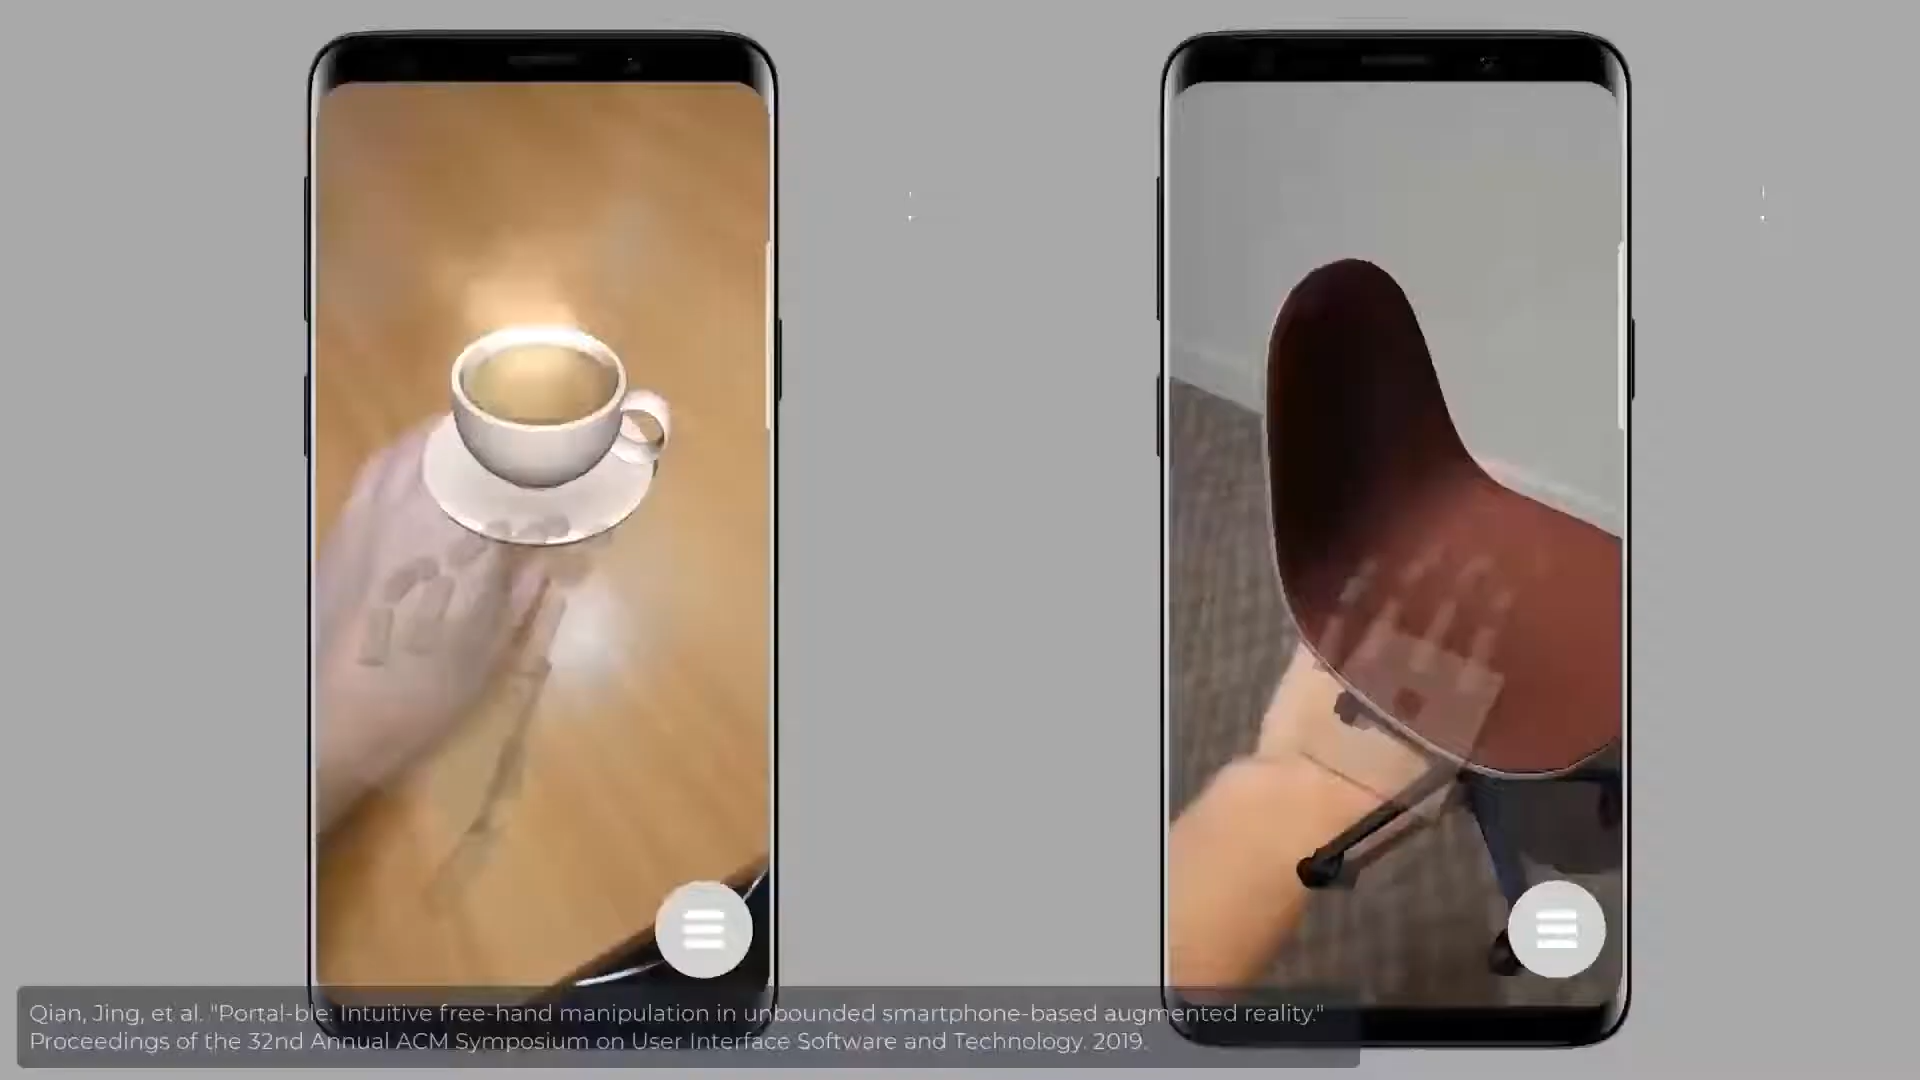 Qian, Jing, et al. "Portal-ble: Intuitive free-hand manipulation in unbounded smartphone-based augmented reality."
Proceedings of the 32nd Annual ACM Symposium on User Interface Software and Technology. 2019.